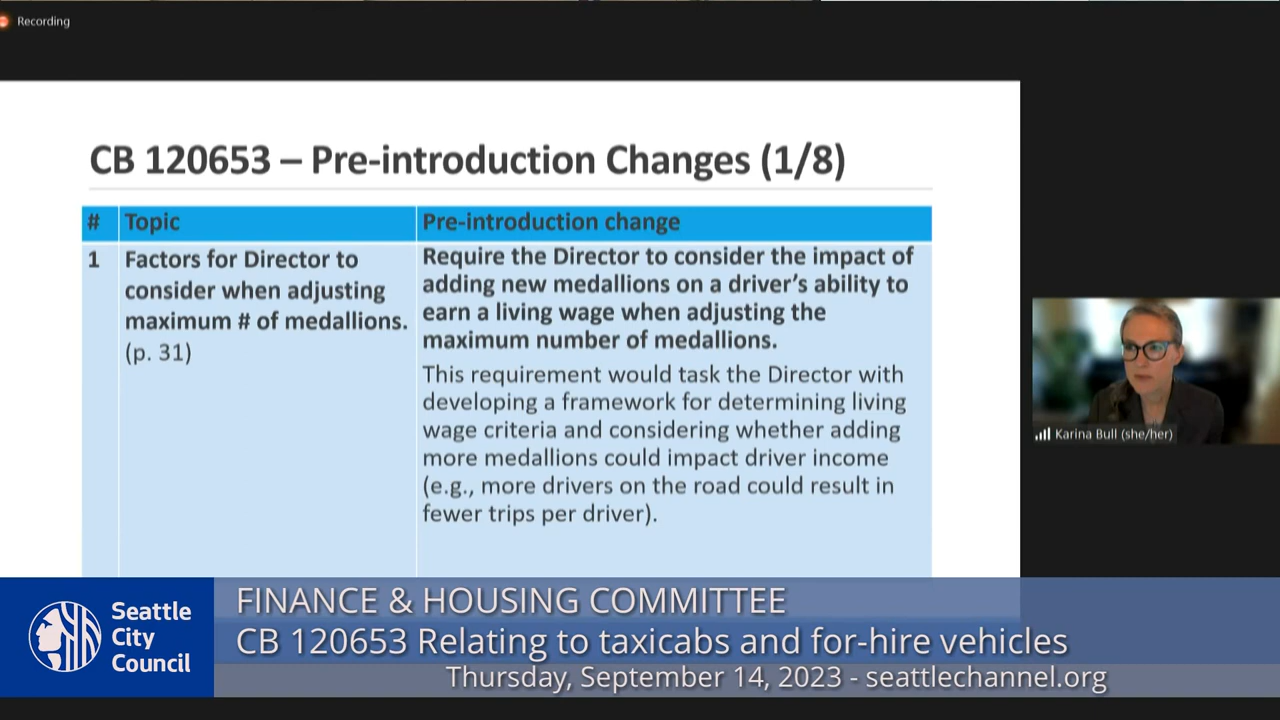 Recording
CB 120653 – Pre-introduction Changes (1/8)
# Topic Pre-introduction change
1 Factors for Director to
consider when adjusting
maximum # of medallions.
(p. 31)
Require the Director to consider the impact of
adding new medallions on a driver’s ability to
earn a living wage when adjusting the
maximum number of medallions.
This requirement would task the Director with
developing a framework for determining living
wage criteria and considering whether adding
more medallions could impact driver income
(e.g., more drivers on the road could result in
fewer trips per driver).
Karina Bull (she/her)
Seattle
City
Council
FINANCE & HOUSING COMMITTEE
CB 120653 Relating to taxicabs and for-hire vehicles
Thursday, September 14, 2023 - seattlechannel.org